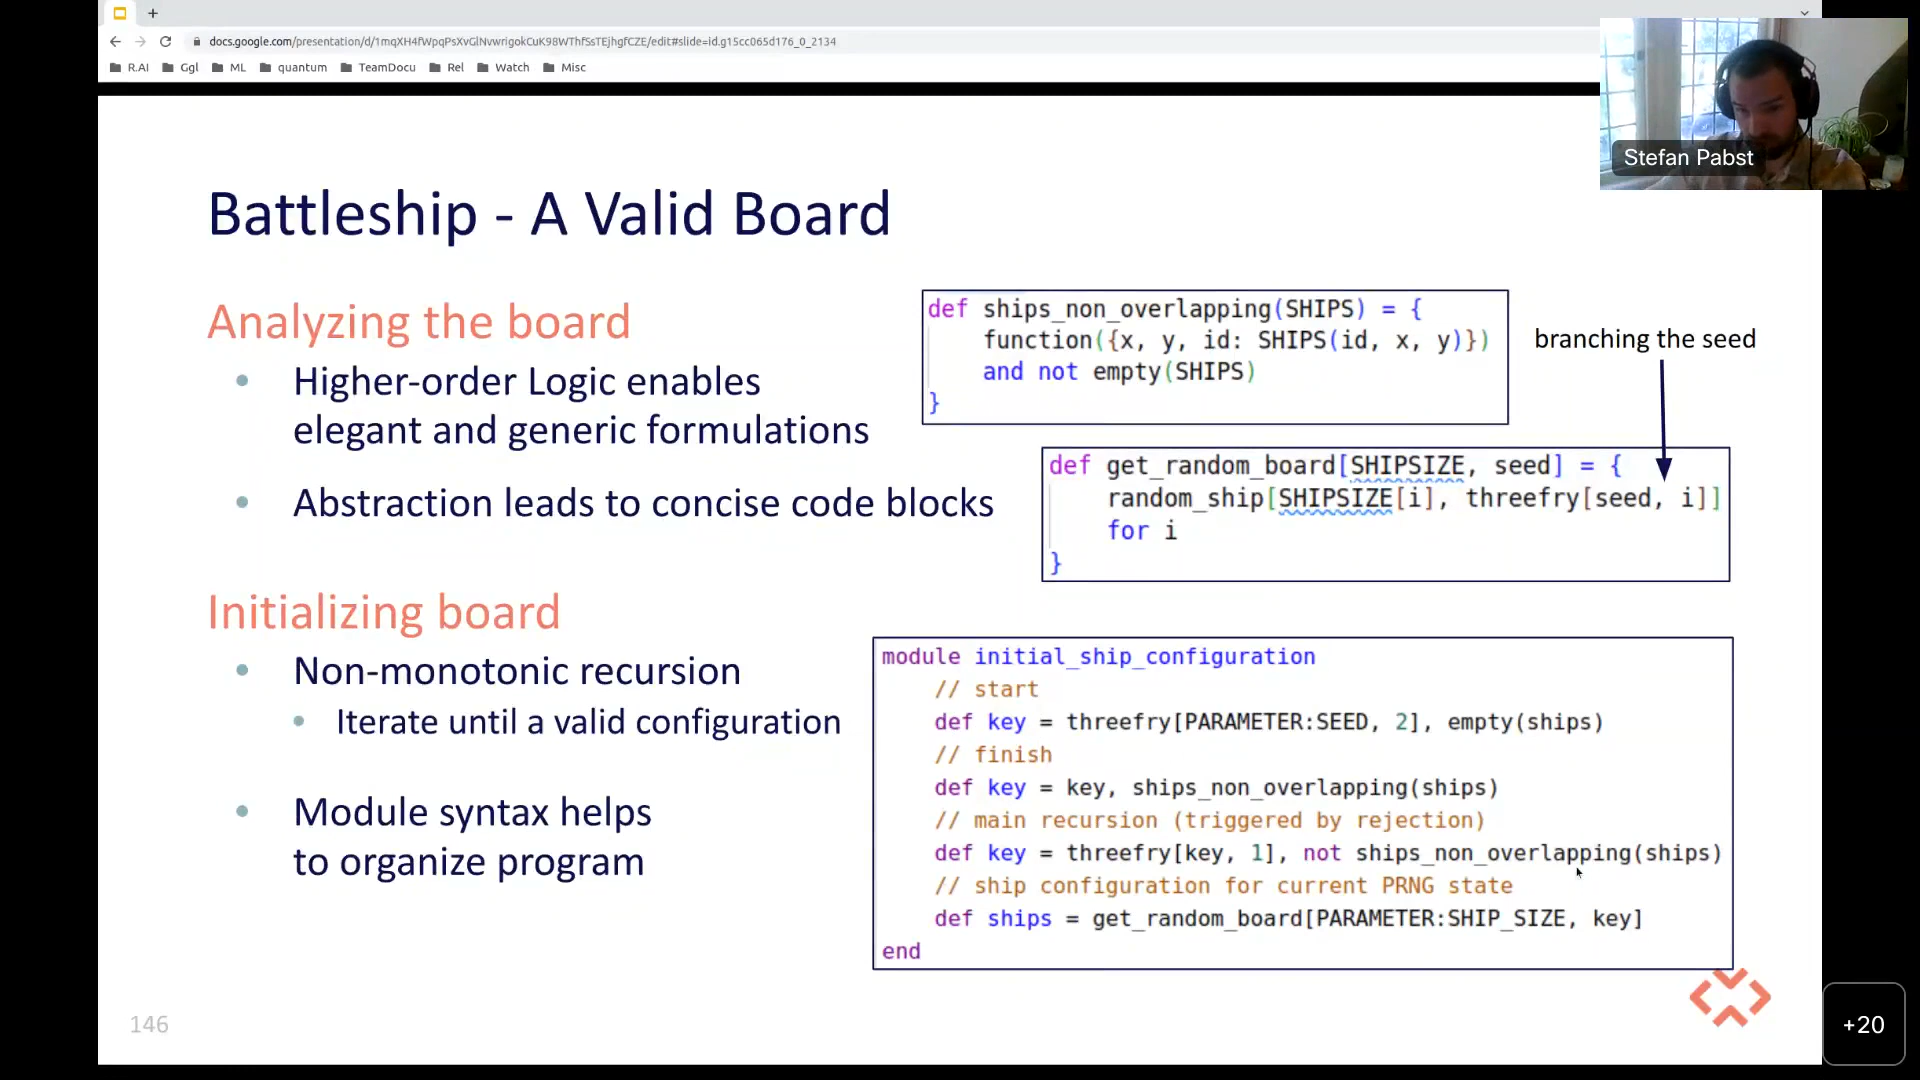 docs.google.com/presentation/d/1mqXH4fWpqPsXvGlNvwrigokCuK98WThfSsTEjhgfCZE/edit#slide=id.g15cc065d176_0_2134
R.AI Ggl ML quantum TeamDocu Rel Watch Misc
Stefan Pabst
Battleship - A Valid Board
Analyzing the board
• Higher-order Logic enables
elegant and generic formulations
• Abstraction leads to concise code blocks
Initializing board
• Non-monotonic recursion
• Iterate until a valid configuration
• Module syntax helps
to organize program
def ships_non_overlapping(SHIPS) = {
function({x, y, id: SHIPS(id, x, y)})
and not empty(SHIPS)
}
branching the seed
def get_random_board[SHIPSIZE, seed] = {
random_ship[SHIPSIZE[i], threefry[seed, i]]
for i
}
module initial_ship_configuration
// start
def key = threefry[PARAMETER:SEED, 2], empty(ships)
// finish
def key = key, ships_non_overlapping(ships)
// main recursion (triggered by rejection)
def key = threefry[key, 1], not ships_non_overlapping(ships)
// ship configuration for current PRNG state
def ships = get_random_board[PARAMETER:SHIP_SIZE, key]
end
146
+20